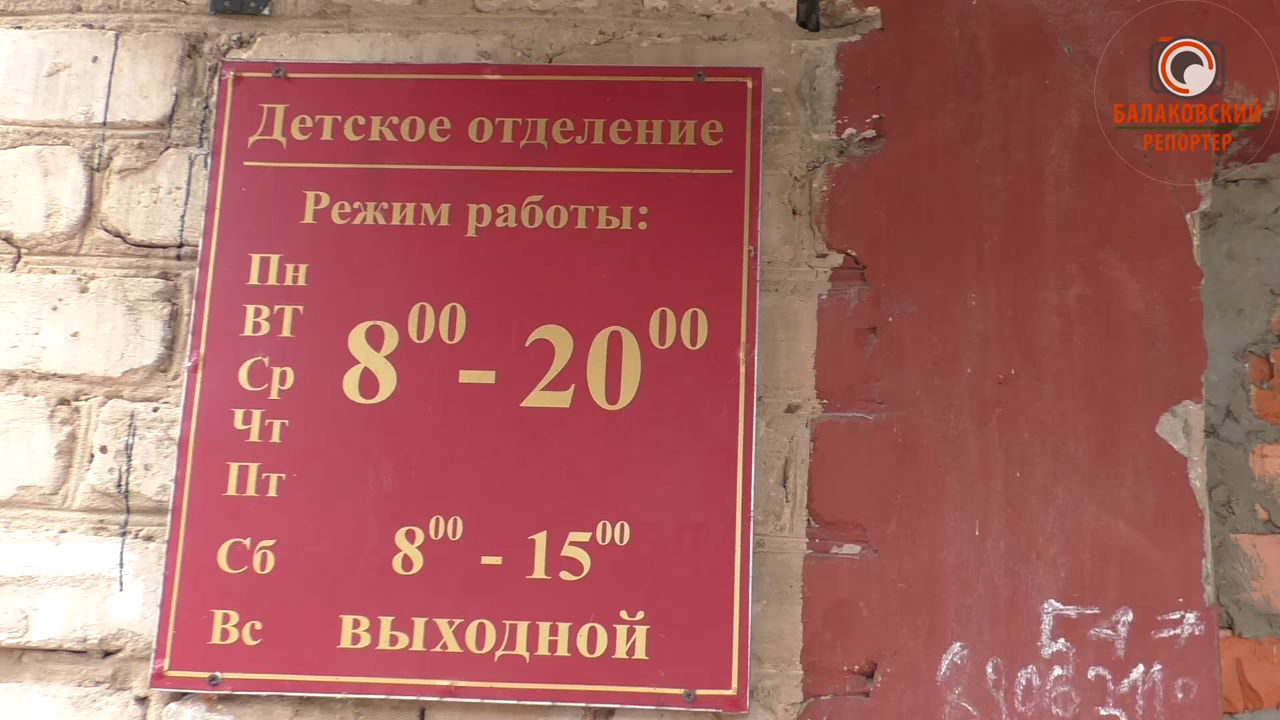 Детское отделение
Режим работы:
Пн
ВТ
Ср
Чт
Пт
8⁰⁰ - 20⁰⁰
Сб 8⁰⁰ - 15⁰⁰
Вс выходной
БАЛАКОВСКИЙ
РЕПОРТЕР